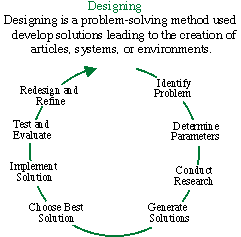 Designing
Designing is a problem-solving method used
develop solutions leading to the creation of
articles, systems, or environments.
Identify
Problem
Determine
Parameters
Conduct
Research
Generate
Solutions
Choose Best
Solution
Implement
Solution
Test and
Evaluate
Redesign and
Refine